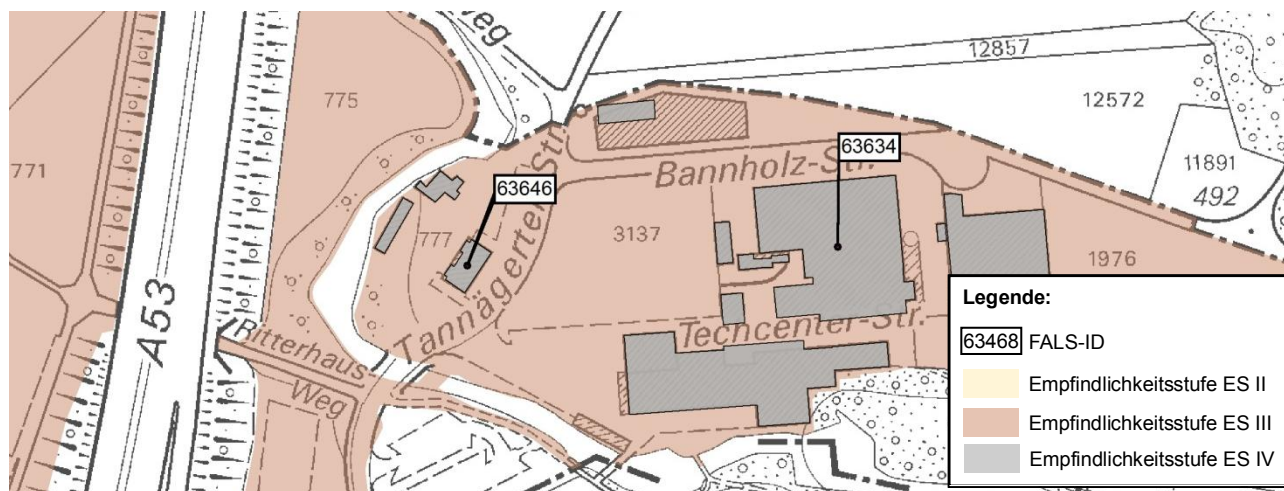 12857
weg
775
12572
63634
11891
492
Bannholz-Str.
771
63646
777
3137
1976
Tannägerten-Str.
A53
Ritterhaus
Weg
Techcenter-Str.
Legende:
63468 FALS-ID
Empfindlichkeitsstufe ES II
Empfindlichkeitsstufe ES III
Empfindlichkeitsstufe ES IV